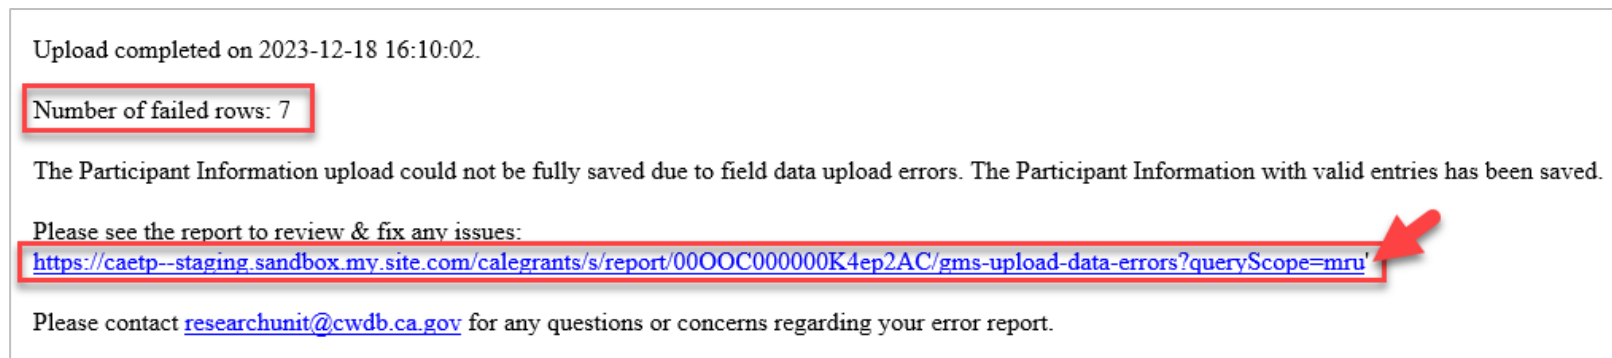 Upload completed on 2023-12-18 16:10:02.
Number of failed rows: 7
The Participant Information upload could not be fully saved due to field data upload errors. The Participant Information with valid entries has been saved.
Please see the report to review & fix any issues:
https://caetp--staging.sandbox.my.site.com/calegrants/s/report/00OOC000000K4ep2AC/gms-upload-data-errors?queryScope=mru'
Please contact researchunit@cwdb.ca.gov for any questions or concerns regarding your error report.